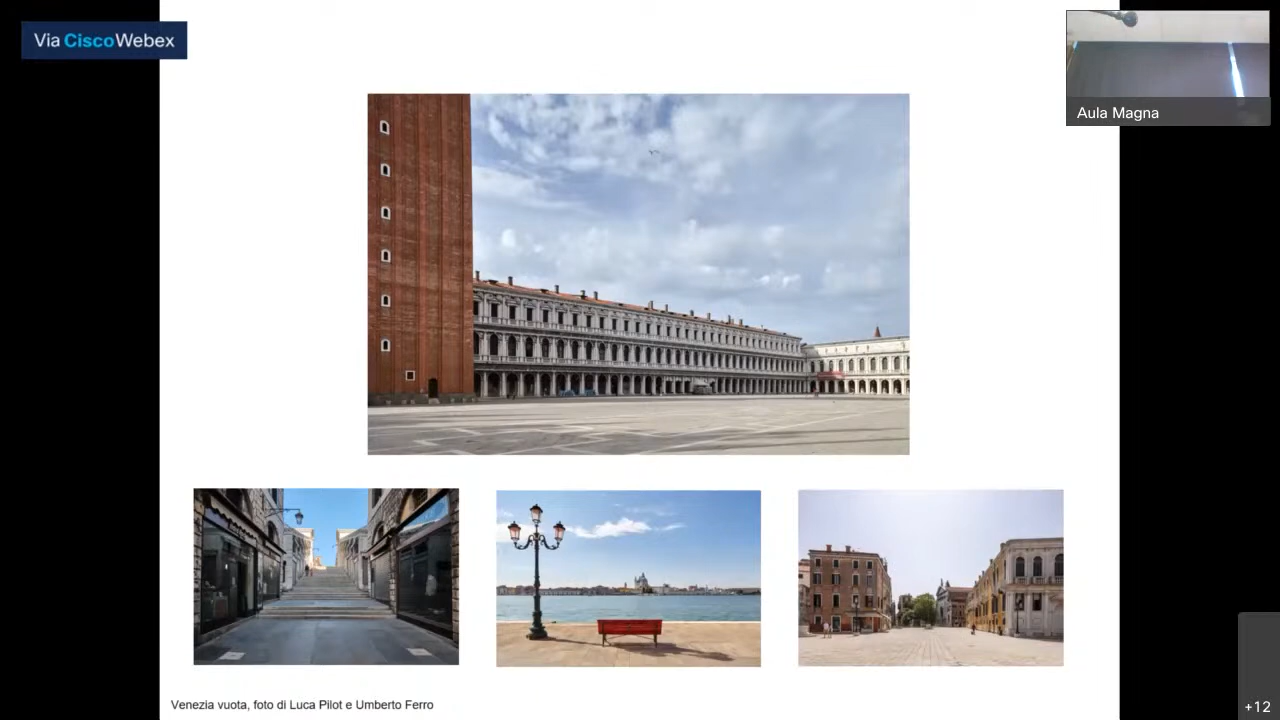 Via CiscoWebex
Aula Magna
Venezia vuota, foto di Luca Pilot e Umberto Ferro
+12